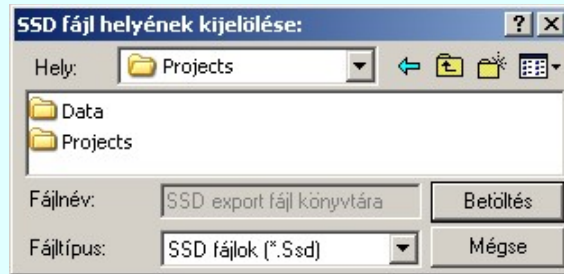 SSD fájl helyének kijelölése:
Hely: Projects
Data
Projects
Fájlnév: SSD export fájl könyvtára Betöltés
Fájltípus: SSD fájlok (*.Ssd) Mégse